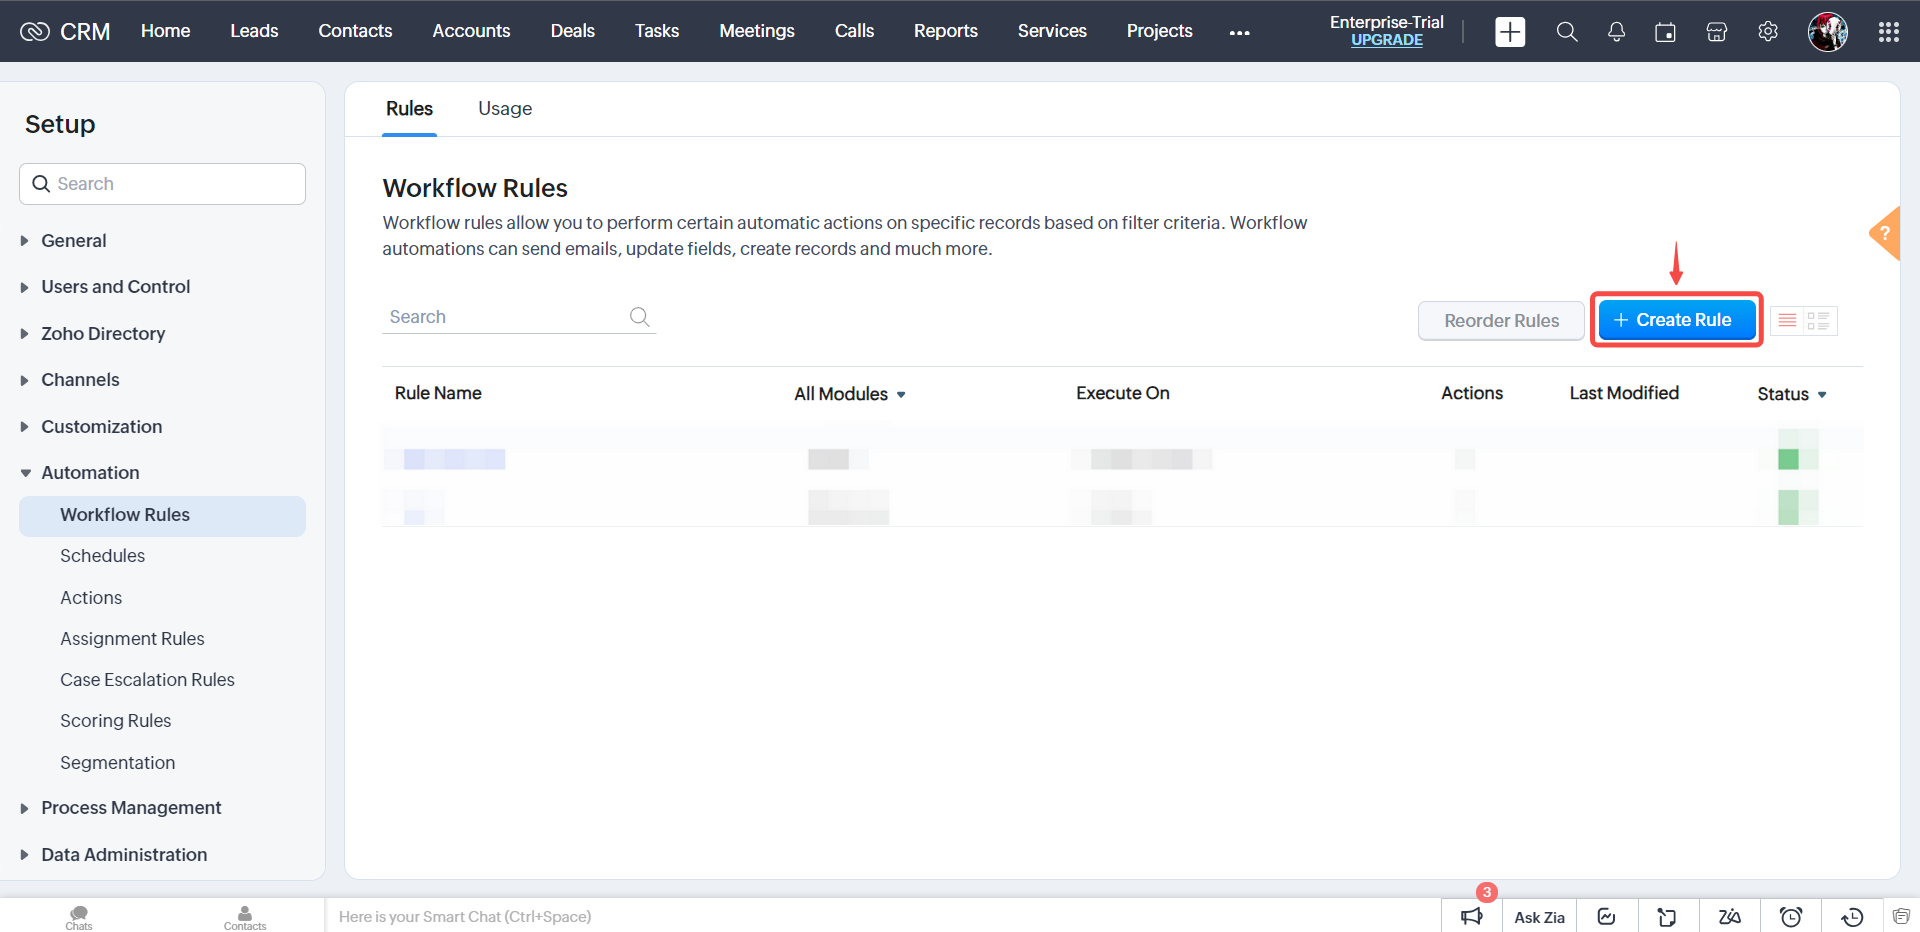 CRM Home Leads Contacts Accounts Deals Tasks Meetings Calls Reports Services Projects ... Enterprise-Trial
UPGRADE
Setup
Search
General
Users and Control
Zoho Directory
Channels
Customization
Automation
Workflow Rules
Schedules
Actions
Assignment Rules
Case Escalation Rules
Scoring Rules
Segmentation
Process Management
Data Administration
Rules Usage
Workflow Rules
Workflow rules allow you to perform certain automatic actions on specific records based on filter criteria. Workflow
automations can send emails, update fields, create records and much more.
Search Reorder Rules + Create Rule
?
Rule Name All Modules Execute On Actions Last Modified Status
Chats Contacts Here is your Smart Chat (Ctrl+Space) 3 Ask Zia